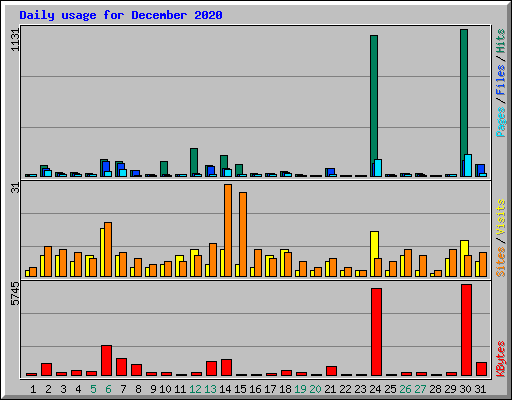 Daily usage for December 2020
1131
Pages / Files / Hits
31
Sites / Visits
5745
KBytes
1 2 3 4 5 6 7 8 9 10 11 12 13 14 15 16 17 18 19 20 21 22 23 24 25 26 27 28 29 30 31